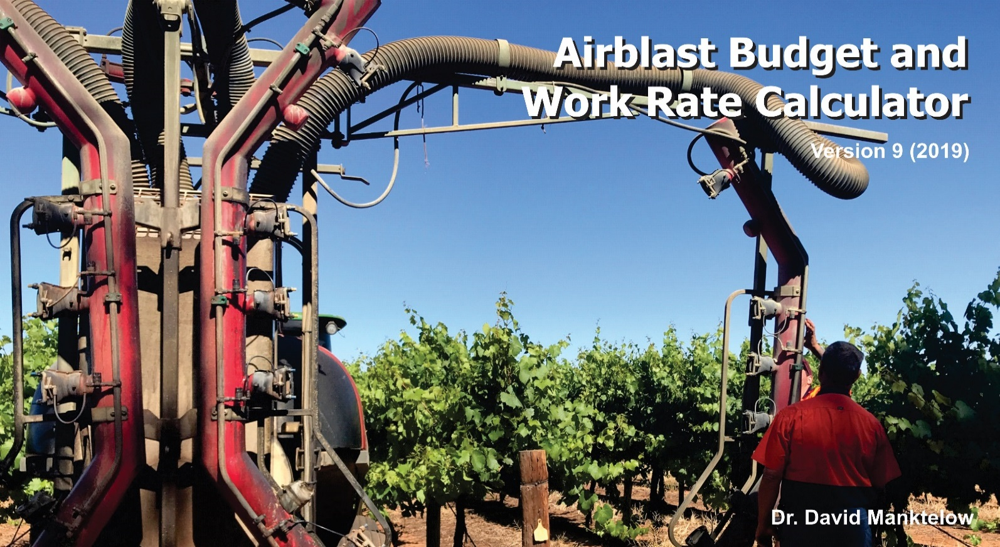 Airblast Budget and
Work Rate Calculator
Version 9 (2019)
Dr. David Manktelow